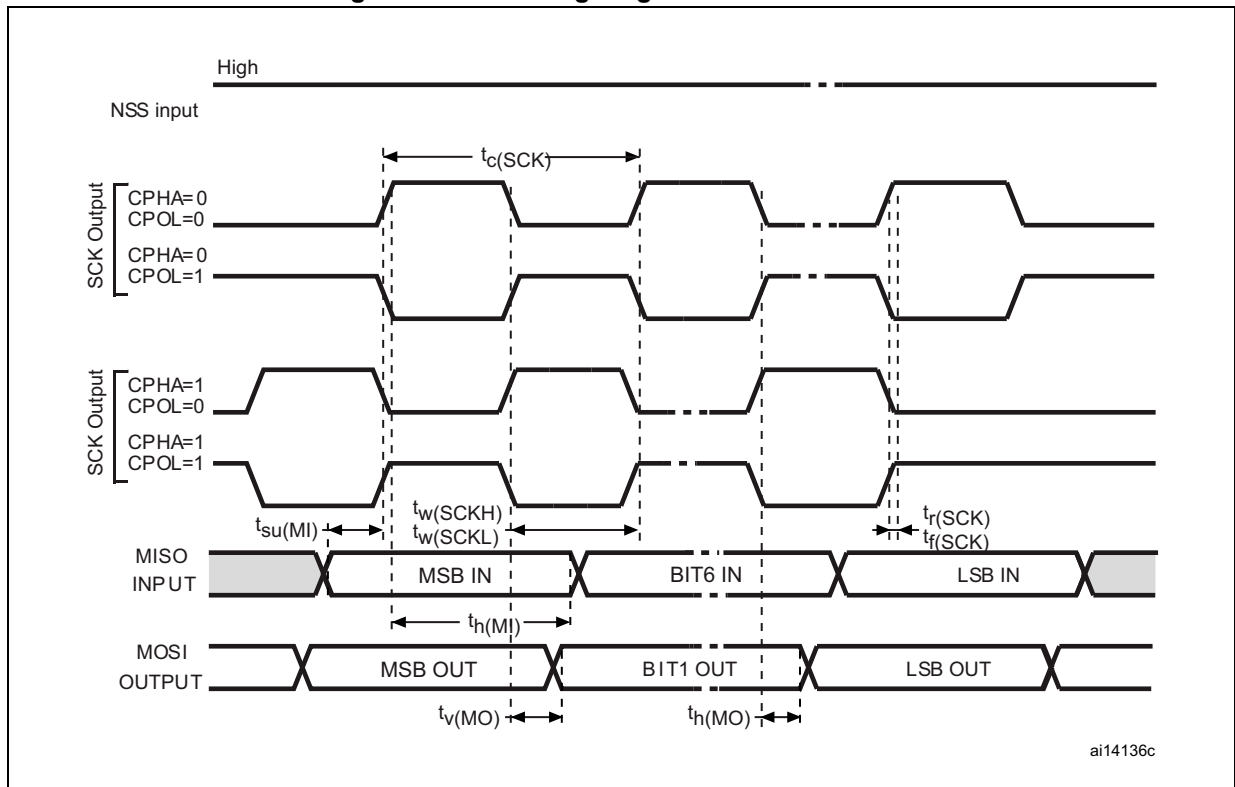 High
NSS input
tc(SCK)
SCK Output
CPHA=0
CPOL=0
CPHA=0
CPOL=1
SCK Output
CPHA=1
CPOL=0
CPHA=1
CPOL=1
tsu(MI)
tw(SCKH)
tw(SCKL)
tr(SCK)
tf(SCK)
MISO
INPUT
MSB IN
BIT6 IN
LSB IN
th(MI)
MOSI
OUTPUT
MSB OUT
BIT1 OUT
LSB OUT
tv(MO)
th(MO)
ai14136c